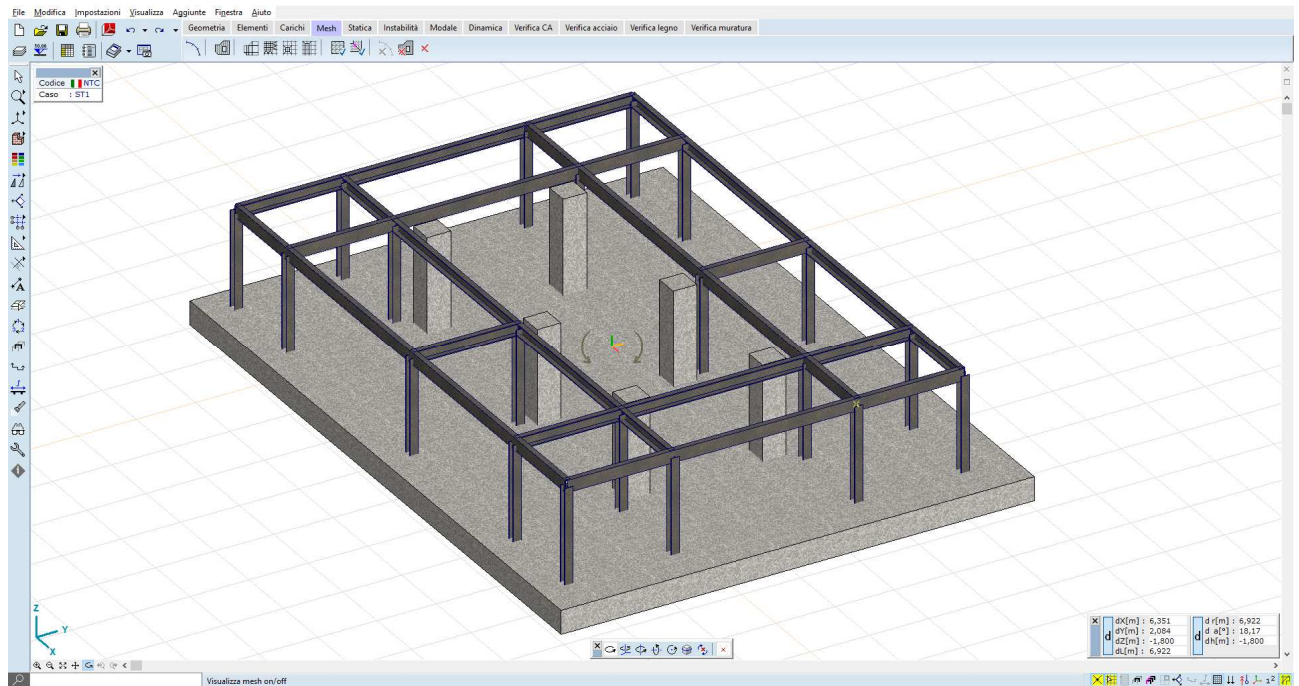 File Modifica Impostazioni Visualizza Aggiunte Finestra Aiuto
Geometria Elementi Carichi Mesh Statica Instabilità Modale Dinamica Verifica CA Verifica acciaio Verifica legno Verifica muratura
Codice NTC
Caso : ST1
Z
Y
X
d
dX[m] : 6,351
dY[m] : 2,084
dZ[m] : -1,800
dL[m] : 6,922
d
d r[m] : 6,922
d a[°] : 18,17
dh[m] : -1,800
Visualizza mesh on/off